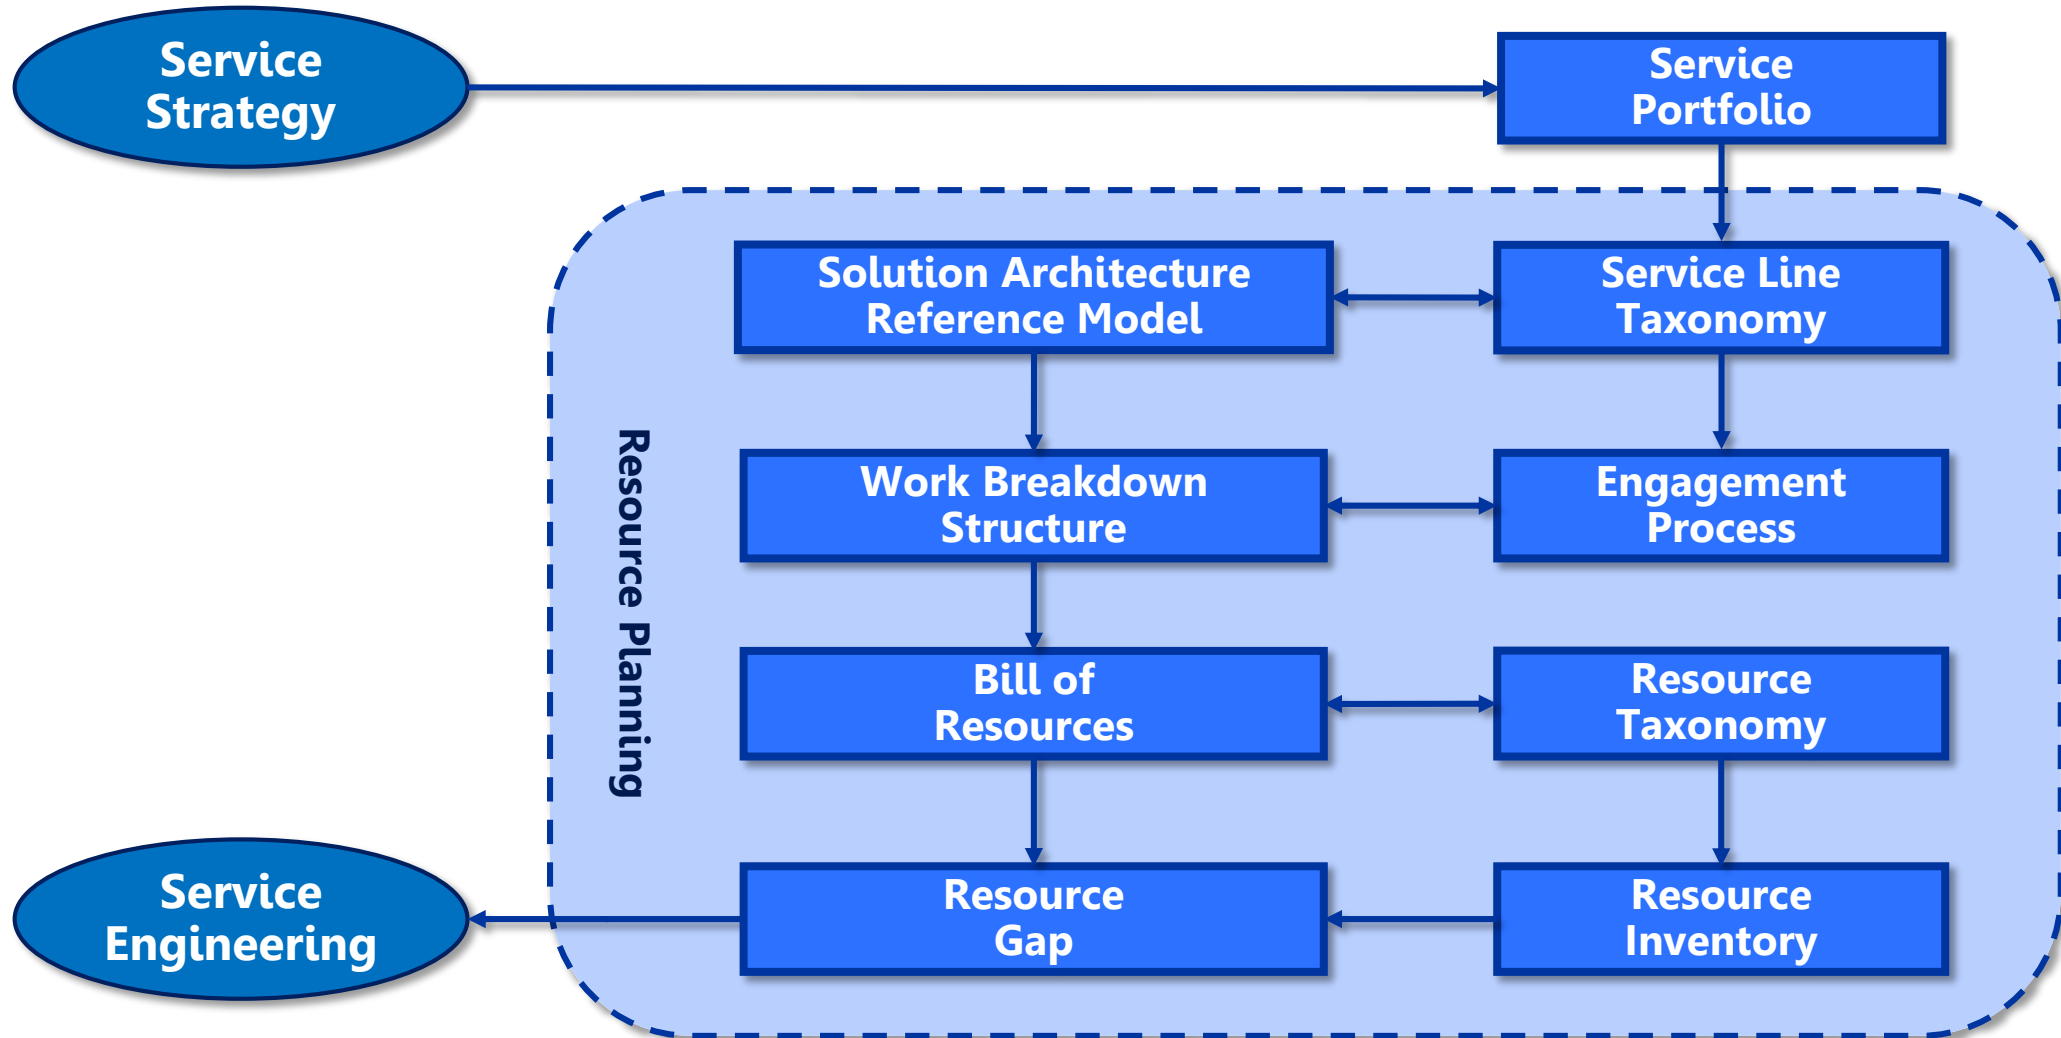 Service
Strategy
Service
Portfolio
Solution Architecture
Reference Model
Service Line
Taxonomy
Resource Planning
Work Breakdown
Structure
Engagement
Process
Bill of
Resources
Resource
Taxonomy
Service
Engineering
Resource
Gap
Resource
Inventory